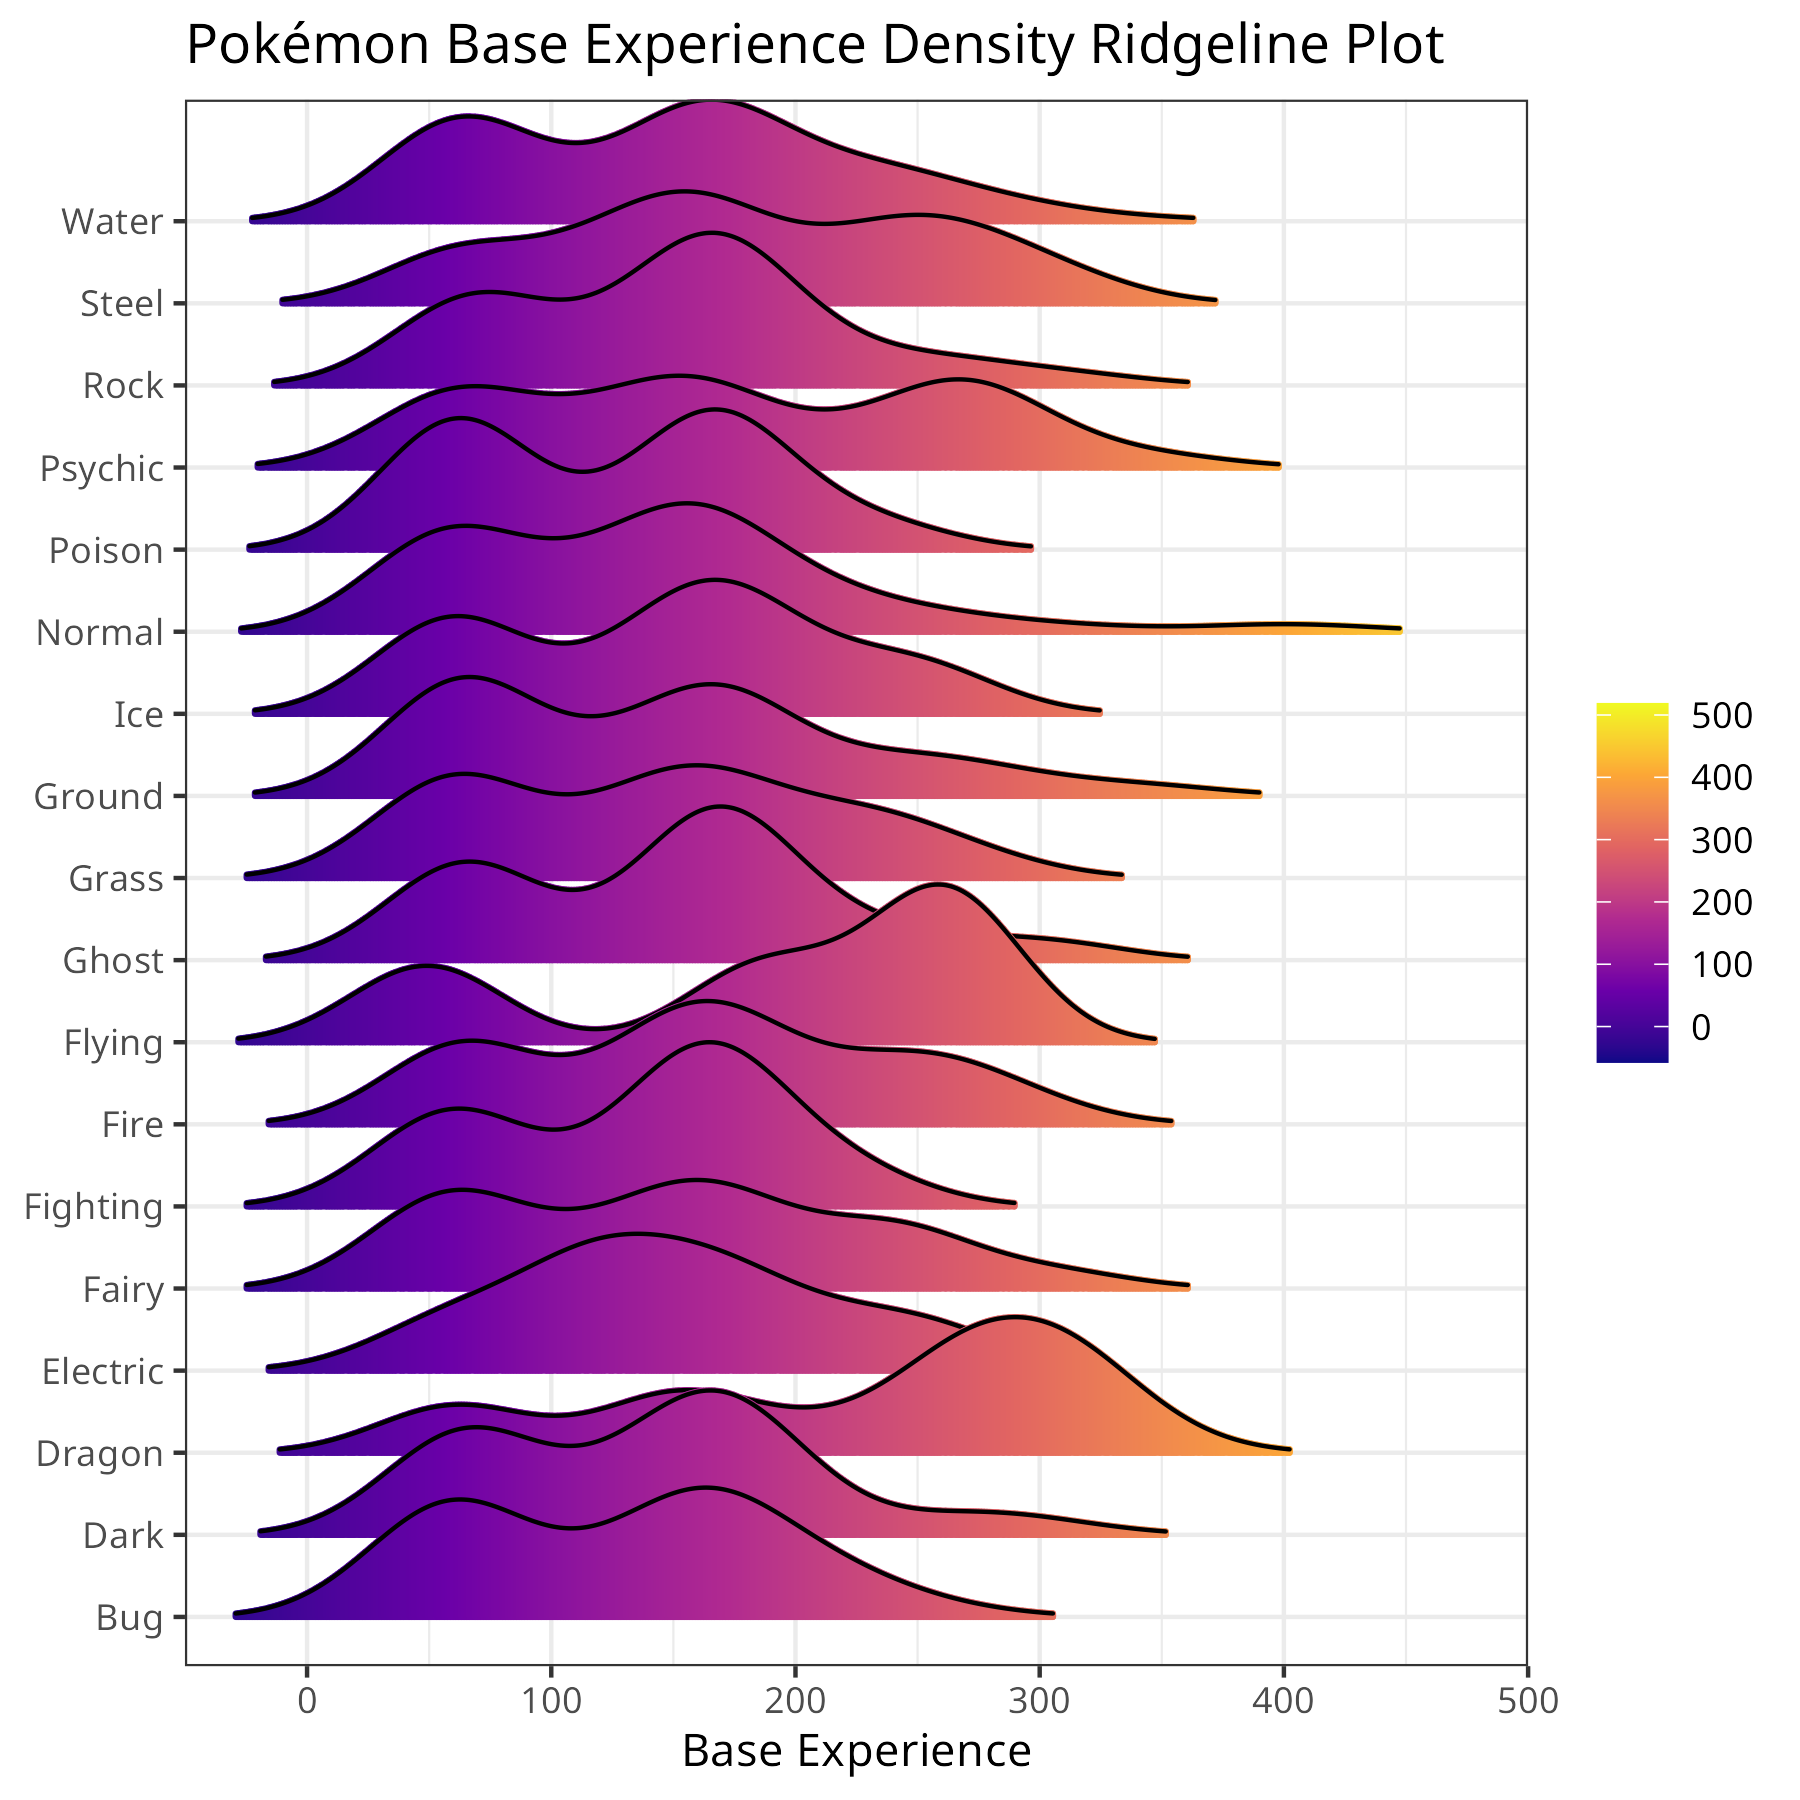 Pokémon Base Experience Density Ridgeline Plot
Water
Steel
Rock
Psychic
Poison
Normal
Ice
Ground
Grass
Ghost
Flying
Fire
Fighting
Fairy
Electric
Dragon
Dark
Bug
0 100 200 300 400 500
Base Experience
500
400
300
200
100
0